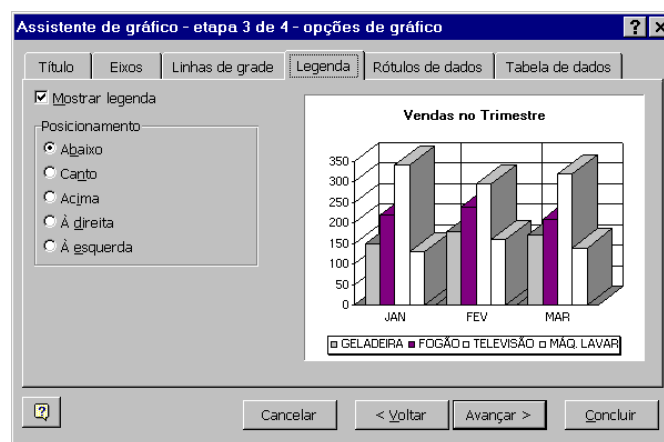 Assistente de gráfico - etapa 3 de 4 - opções de gráfico
Título Eixos Linhas de grade Legenda Rótulos de dados Tabela de dados
Mostrar legenda
Posicionamento
Abaixo
Canto
Acima
À direita
À esquerda
Vendas no Trimestre
350
300
250
200
150
100
50
0
JAN FEV MAR
GELADEIRA FOGÃO TELEVISÃO MÁQ. LAVAR
Cancelar < Voltar Avançar > Concluir